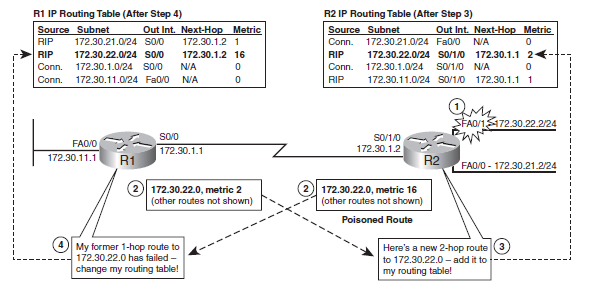 R1 IP Routing Table (After Step 4)
Source Subnet Out Int. Next-Hop Metric
RIP 172.30.21.0/24 S0/0 172.30.1.2 1
RIP 172.30.22.0/24 S0/0 172.30.1.2 16
Conn. 172.30.1.0/24 S0/0 N/A 0
Conn. 172.30.11.0/24 Fa0/0 N/A 0
R2 IP Routing Table (After Step 3)
Source Subnet Out Int. Next-Hop Metric
Conn. 172.30.21.0/24 Fa0/0 N/A 0
RIP 172.30.22.0/24 S0/1/0 172.30.1.1 2
Conn. 172.30.1.0/24 S0/1/0 N/A 0
RIP 172.30.11.0/24 S0/1/0 172.30.1.1 1
1
FA0/1 172.30.22.2/24
FA0/0
172.30.11.1
R1
S0/0
172.30.1.1
S0/1/0
172.30.1.2
R2
FA0/0 - 172.30.21.2/24
2
172.30.22.0, metric 2
(other routes not shown)
2
172.30.22.0, metric 16
(other routes not shown)
Poisoned Route
4
My former 1-hop route to
172.30.22.0 has failed –
change my routing table!
Here's a new 2-hop route
to 172.30.22.0 – add it to
my routing table!
3